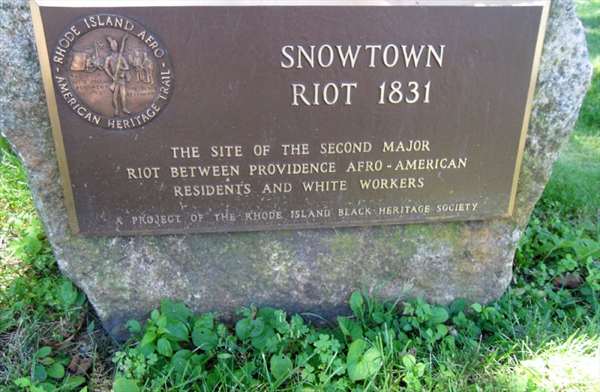 RHODE ISLAND AFRO-
AMERICAN HERITAGE TRAIL
SNOWTOWN
RIOT 1831
THE SITE OF THE SECOND MAJOR
RIOT BETWEEN PROVIDENCE AFRO-AMERICAN
RESIDENTS AND WHITE WORKERS
A PROJECT OF THE RHODE ISLAND BLACK HERITAGE SOCIETY